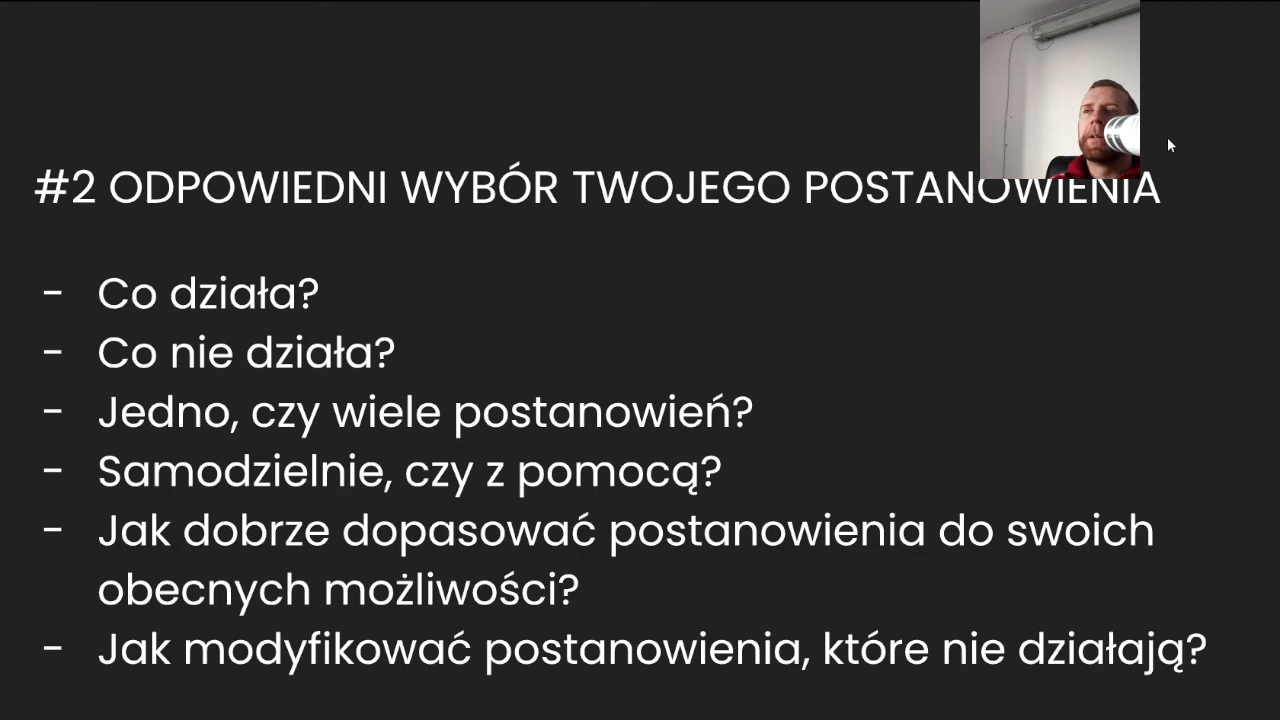 #2 ODPOWIEDNI WYBÓR TWOJEGO POSTANOWIENIA
- Co działa?
- Co nie działa?
- Jedno, czy wiele postanowień?
- Samodzielnie, czy z pomocą?
- Jak dobrze dopasować postanowienia do swoich
obecnych możliwości?
- Jak modyfikować postanowienia, które nie działają?